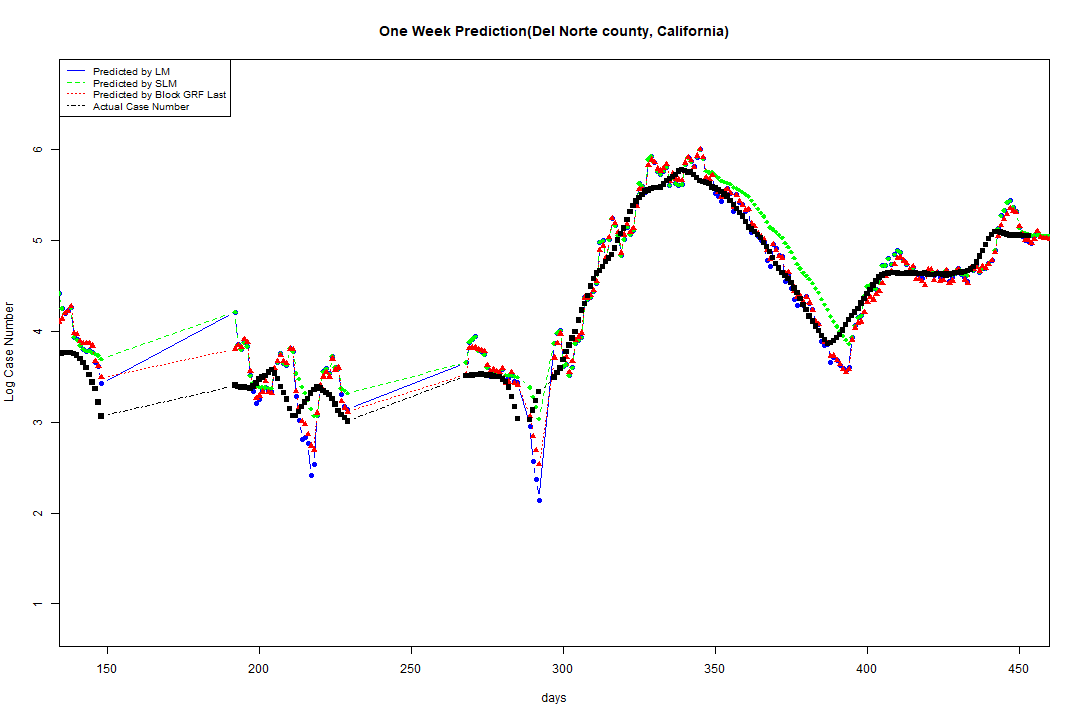 One Week Prediction(Del Norte county, California)
Predicted by LM
Predicted by SLM
Predicted by Block GRF Last
Actual Case Number
6
5
4
3
2
1
Log Case Number
150 200 250 300 350 400 450
days